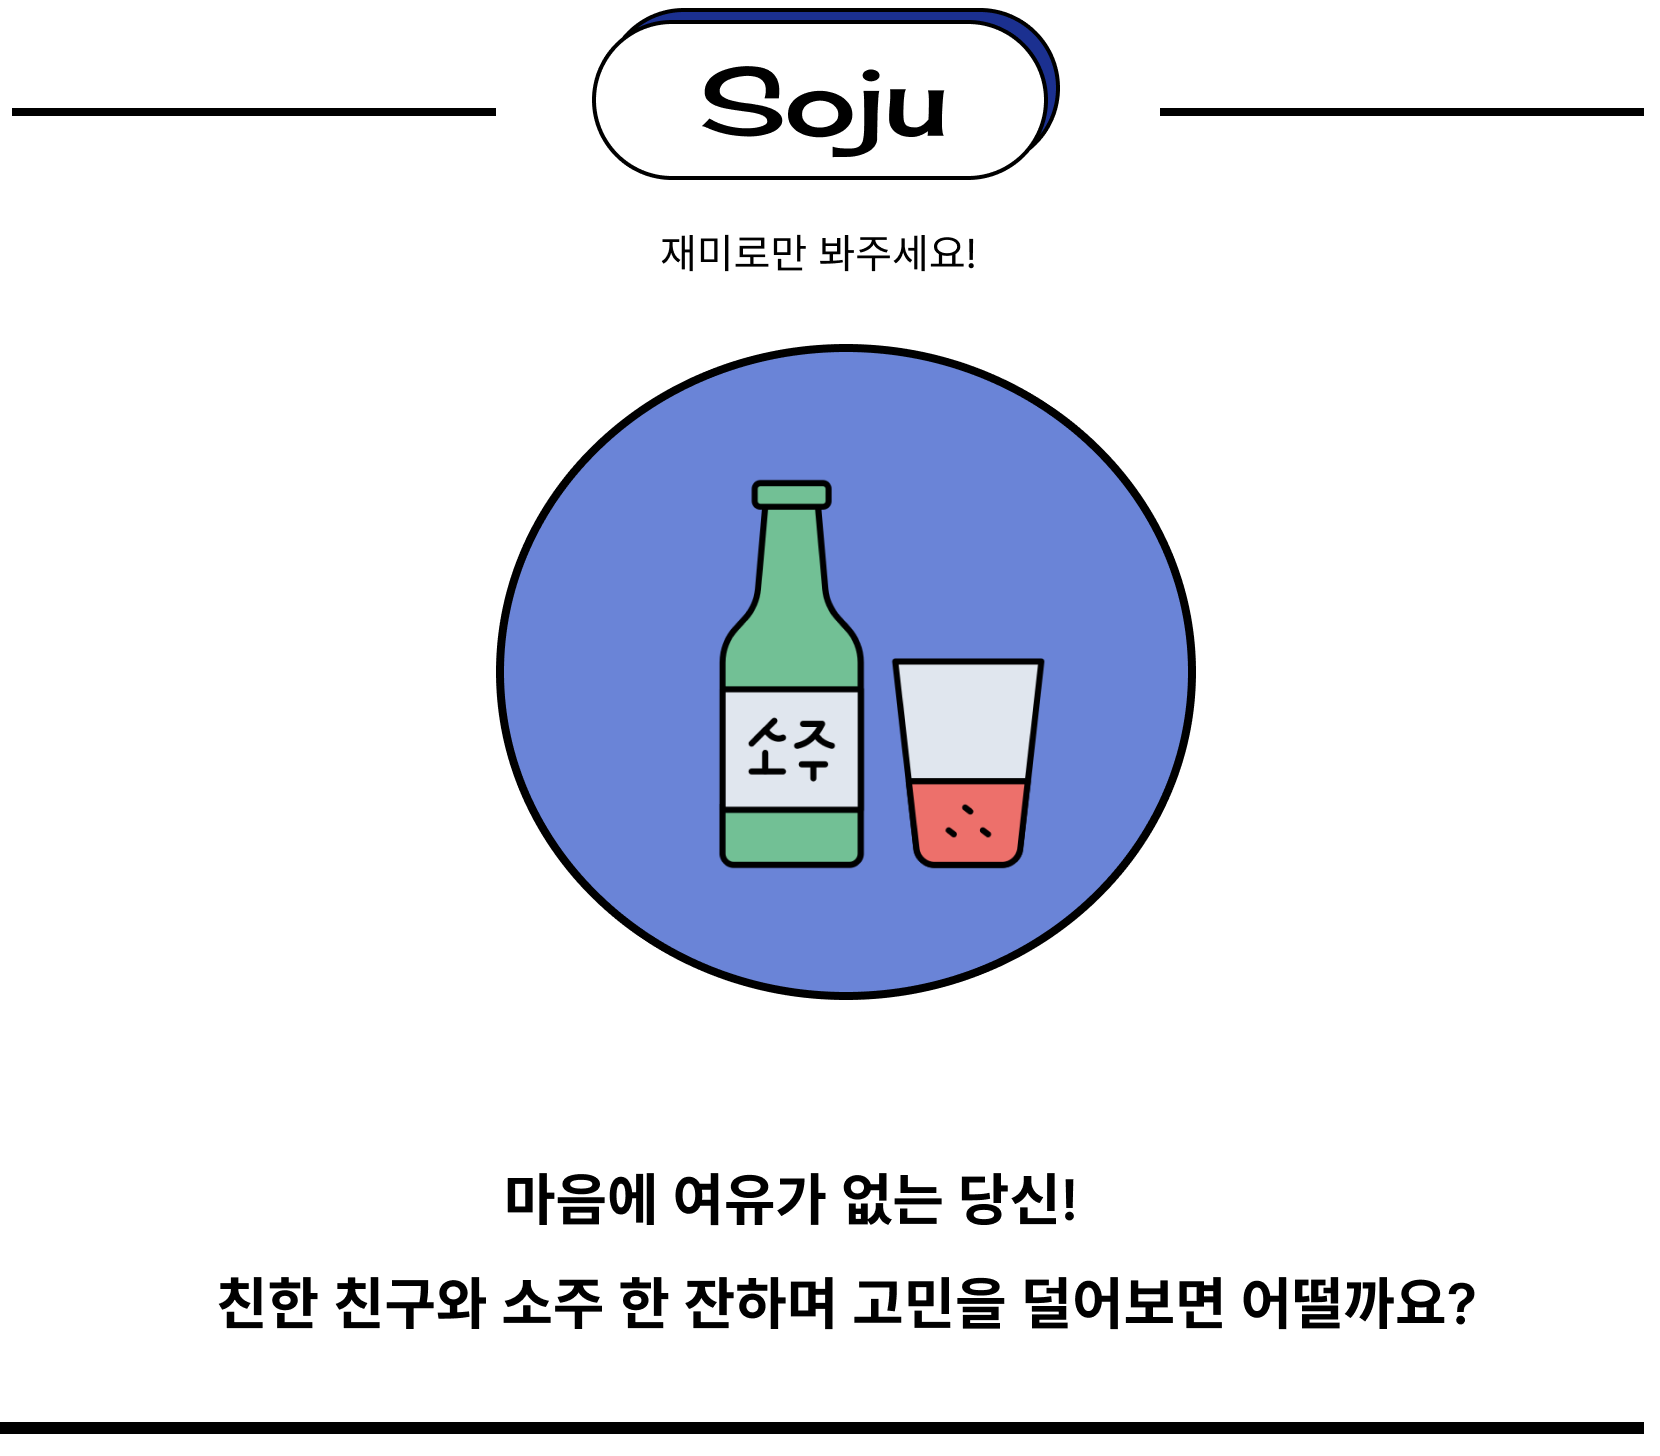 Soju
재미로만 봐주세요!
소주
마음에 여유가 없는 당신!
친한 친구와 소주 한 잔하며 고민을 덜어보면 어떨까요?